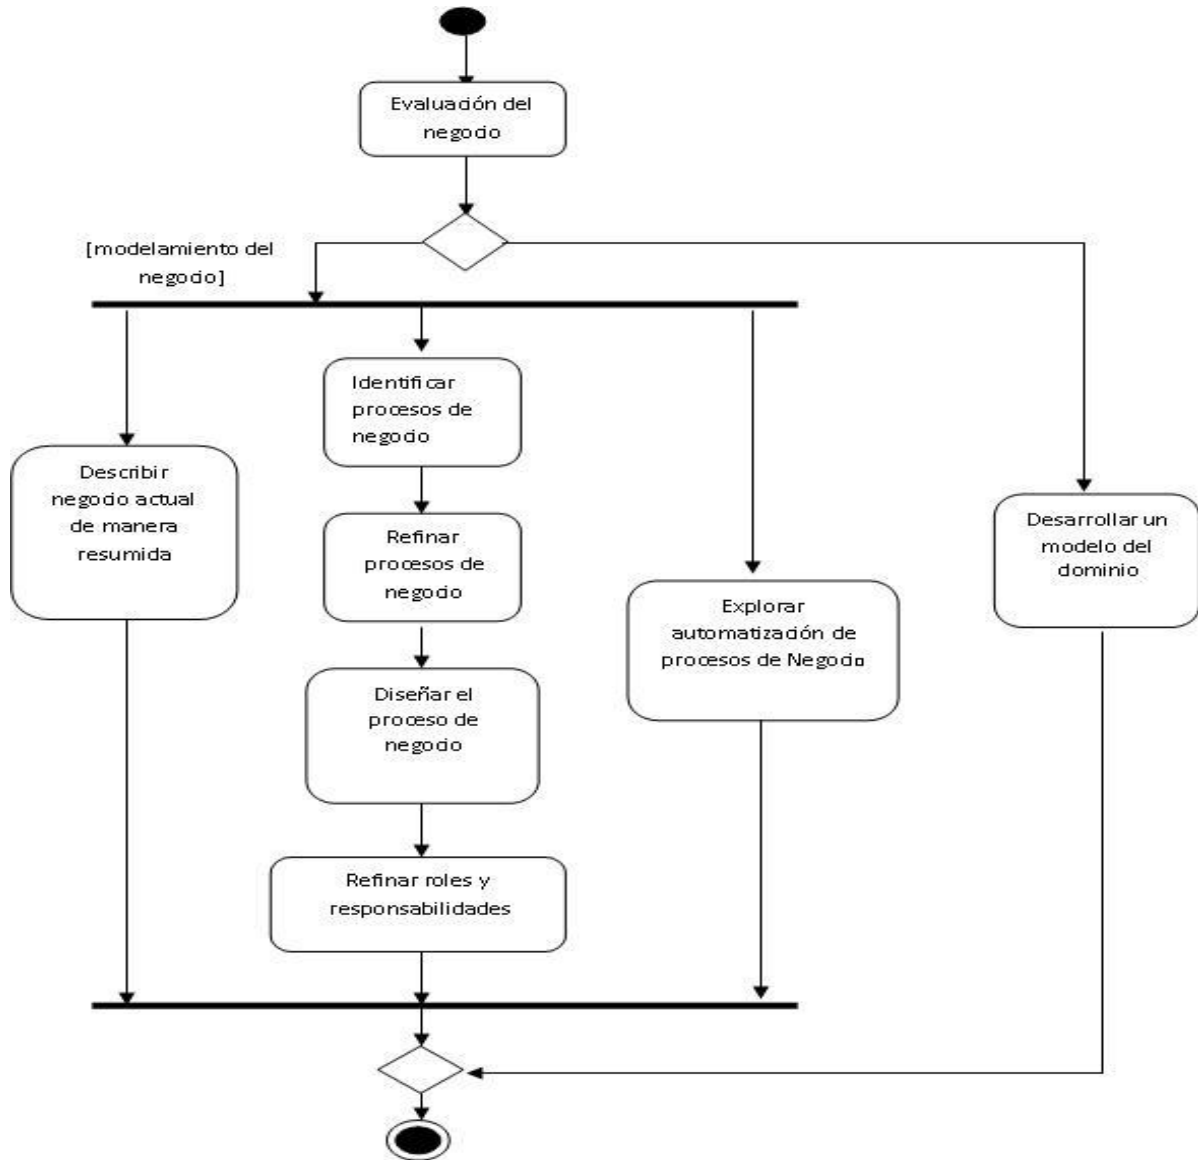 Evaluación del
negocio
[modelamiento del
negocio]
Identificar
procesos de
negocio
Describir
negocio actual
de manera
resumida
Refinar
procesos de
negocio
Desarrollar un
modelo del
dominio
Explorar
automatización de
procesos de Negocio
Diseñar el
proceso de
negocio
Refinar roles y
responsabilidades